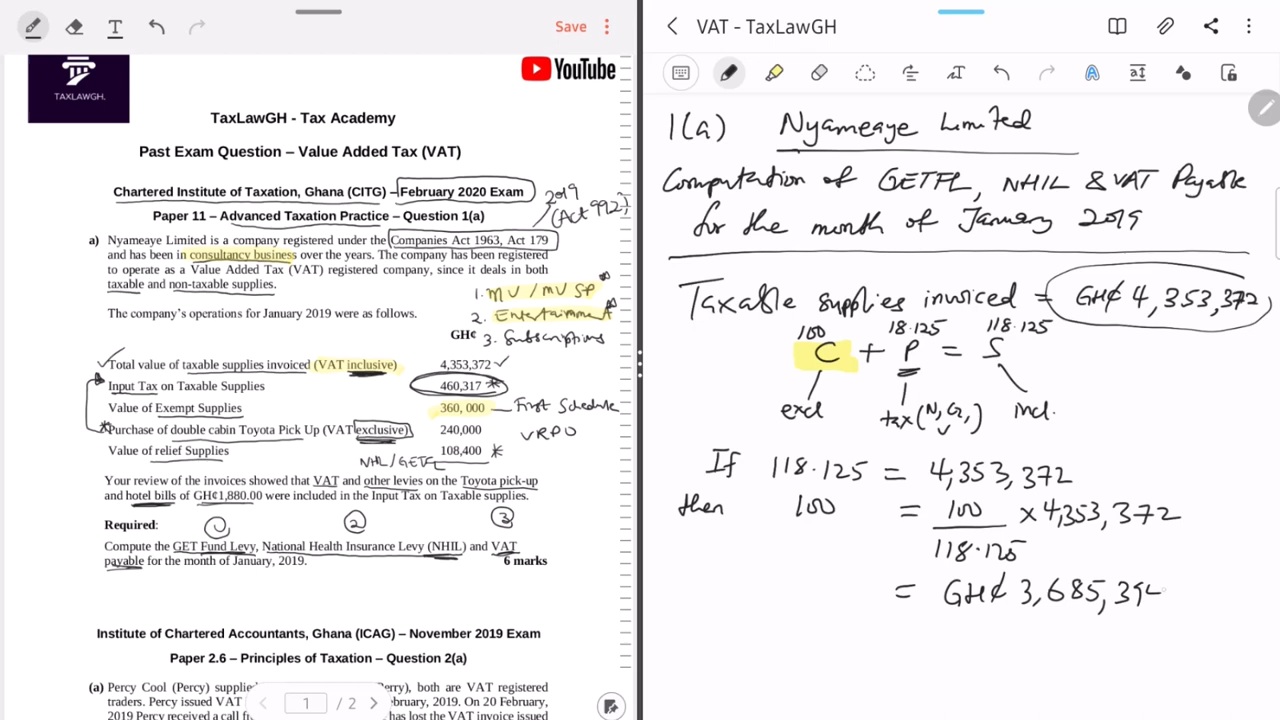 Save
TAXLAWGH.
YouTube
TaxLawGH - Tax Academy
Past Exam Question – Value Added Tax (VAT)
Chartered Institute of Taxation, Ghana (CITG) –February 2020 Exam
2019
(Act 992)
Paper 11 – Advanced Taxation Practice - Question 1(a)
a) Nyameaye Limited is a company registered under the Companies Act 1963, Act 179
and has been in consultancy business over the years. The company has been registered
to operate as a Value Added Tax (VAT) registered company, since it deals in both
taxable and non-taxable supplies.
1. MV / MV SP
2. Entertainment
3. Subscriptions
The company's operations for January 2019 were as follows.
GH¢
Total value of taxable supplies invoiced (VAT inclusive) 4,353,372
Input Tax on Taxable Supplies 460,317
Value of Exempt Supplies 360, 000 First Schedule
Purchase of double cabin Toyota Pick Up (VAT exclusive) 240,000 VRPO
Value of relief Supplies 108,400
NHL/GETFL
Your review of the invoices showed that VAT and other levies on the Toyota pick-up
and hotel bills of GH¢1,880.00 were included in the Input Tax on Taxable supplies.
Required: 1 2 3
Compute the GET Fund Levy, National Health Insurance Levy (NHIL) and VAT
payable for the month of January, 2019. 6 marks
Institute of Chartered Accountants, Ghana (ICAG) – November 2019 Exam
Paper 2.6 – Principles of Taxation – Question 2(a)
(a) Percy Cool (Percy) supplie erry), both are VAT registered
traders. Percy issued VAT ebruary, 2019. On 20 February,
2019 Percy received a call f has lost the VAT invoice issued
1 / 2
VAT - TaxLawGH
1(a) Nyameaye Limited
Computation of GETFL, NHIL & VAT Payable
for the month of January 2019
Taxable supplies invoiced = GH¢ 4,353,372
100 18.125 118.125
C + P = S
excl tax(N, G, V) incl.
If 118.125 = 4,353,372
then 100 = 100 × 4,353,372
118.125
= GH¢ 3,685,394